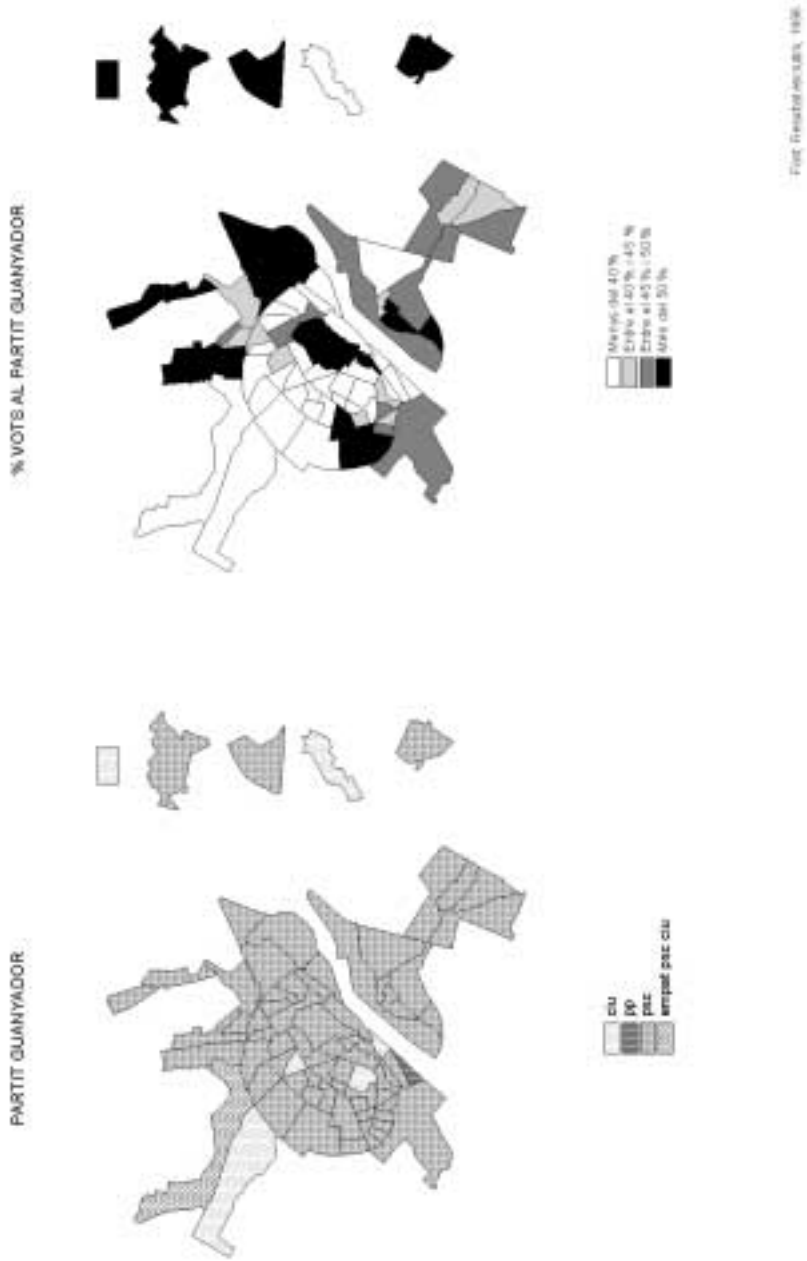 PARTIT GUANYADOR
ciu
pp
psc
empat psc ciu
% VOTS AL PARTIT GUANYADOR
Menys del 40 %
Entre el 40 % i 45 %
Entre el 45 % i 50 %
Més del 50 %
Font: